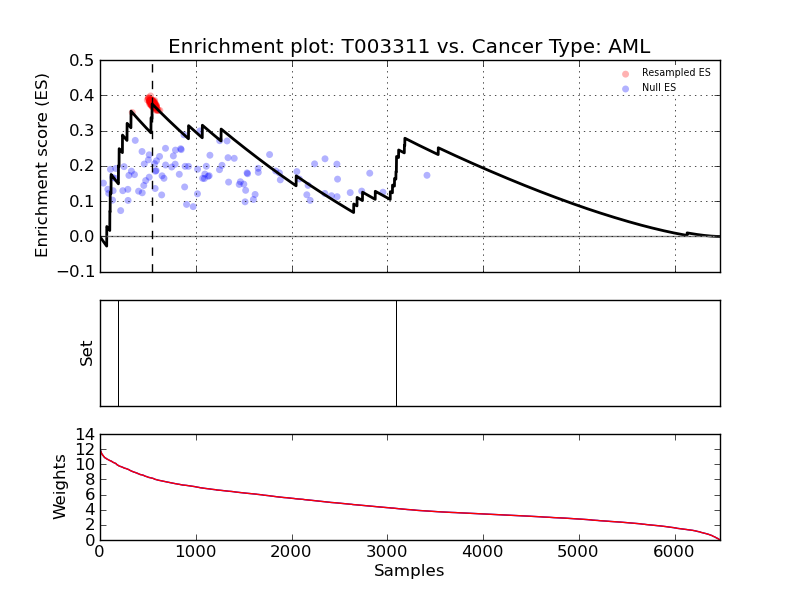 Enrichment plot: T003311 vs. Cancer Type: AML
Enrichment score (ES)
0.5
0.4
0.3
0.2
0.1
0.0
−0.1
Resampled ES
Null ES
Set
Weights
14
12
10
8
6
4
2
0
0 1000 2000 3000 4000 5000 6000
Samples